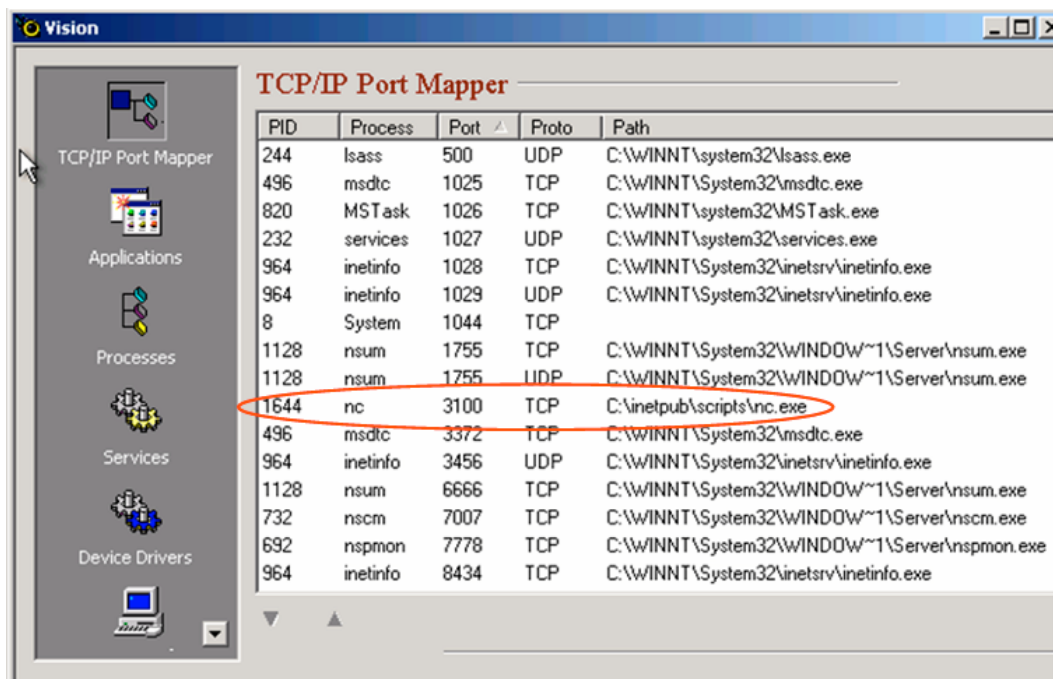 Vision
TCP/IP Port Mapper
PID Process Port Proto Path
244 lsass 500 UDP C:\WINNT\system32\lsass.exe
496 msdtc 1025 TCP C:\WINNT\System32\msdtc.exe
820 MSTask 1026 TCP C:\WINNT\system32\MSTask.exe
232 services 1027 UDP C:\WINNT\system32\services.exe
964 inetinfo 1028 TCP C:\WINNT\System32\inetsrv\inetinfo.exe
964 inetinfo 1029 UDP C:\WINNT\System32\inetsrv\inetinfo.exe
8 System 1044 TCP
1128 nsum 1755 TCP C:\WINNT\System32\WINDOW~1\Server\nsum.exe
1128 nsum 1755 UDP C:\WINNT\System32\WINDOW~1\Server\nsum.exe
1644 nc 3100 TCP C:\inetpub\scripts\nc.exe
496 msdtc 3372 TCP C:\WINNT\System32\msdtc.exe
964 inetinfo 3456 UDP C:\WINNT\System32\inetsrv\inetinfo.exe
1128 nsum 6666 TCP C:\WINNT\System32\WINDOW~1\Server\nsum.exe
732 nscm 7007 TCP C:\WINNT\System32\WINDOW~1\Server\nscm.exe
692 nspmon 7778 TCP C:\WINNT\System32\WINDOW~1\Server\nspmon.exe
964 inetinfo 8434 TCP C:\WINNT\System32\inetsrv\inetinfo.exe
TCP/IP Port Mapper
Applications
Processes
Services
Device Drivers